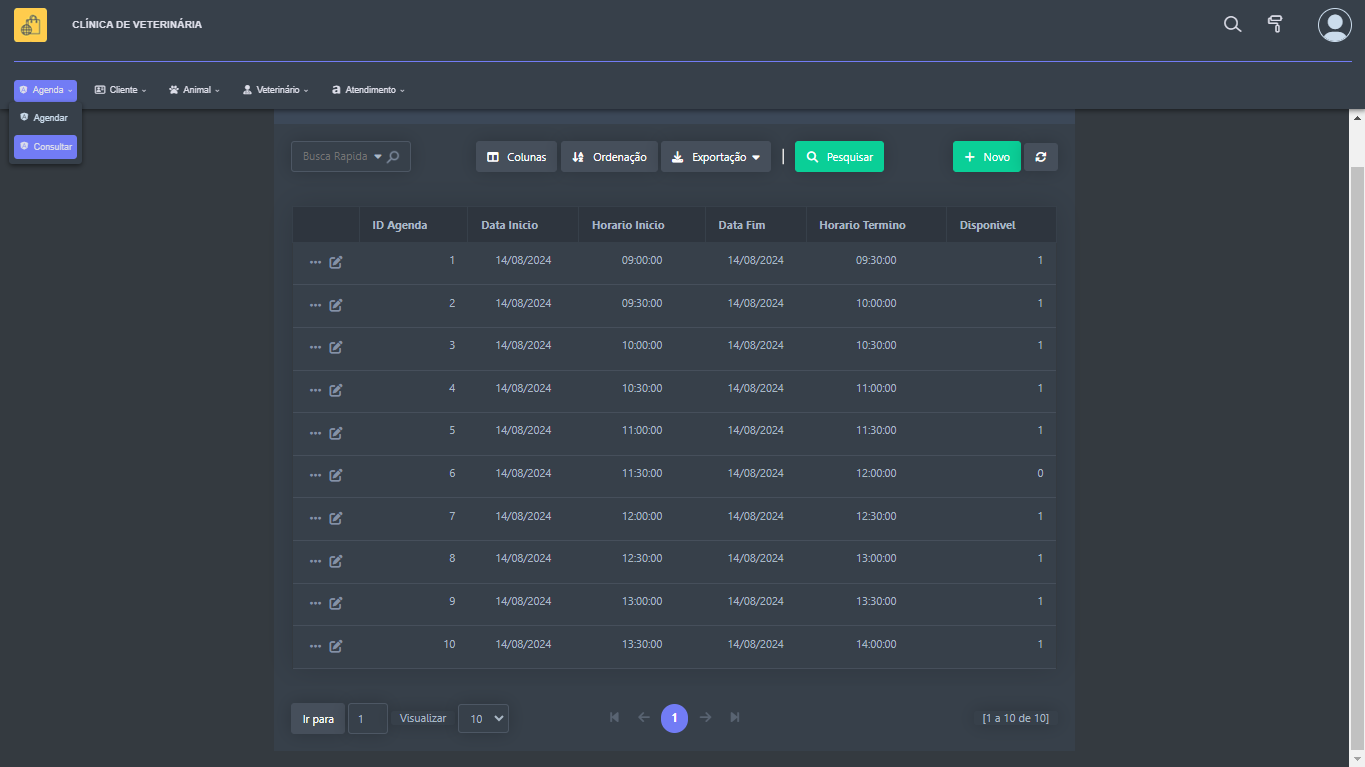 CLÍNICA DE VETERINÁRIA
Agenda Cliente Animal Veterinário Atendimento
Agendar
Consultar
Busca Rapida Colunas Ordenação Exportação | Pesquisar + Novo
ID Agenda Data Inicio Horario Inicio Data Fim Horario Termino Disponivel
1 14/08/2024 09:00:00 14/08/2024 09:30:00 1
2 14/08/2024 09:30:00 14/08/2024 10:00:00 1
3 14/08/2024 10:00:00 14/08/2024 10:30:00 1
4 14/08/2024 10:30:00 14/08/2024 11:00:00 1
5 14/08/2024 11:00:00 14/08/2024 11:30:00 1
6 14/08/2024 11:30:00 14/08/2024 12:00:00 0
7 14/08/2024 12:00:00 14/08/2024 12:30:00 1
8 14/08/2024 12:30:00 14/08/2024 13:00:00 1
9 14/08/2024 13:00:00 14/08/2024 13:30:00 1
10 14/08/2024 13:30:00 14/08/2024 14:00:00 1
Ir para 1 Visualizar 10 1 [1 a 10 de 10]